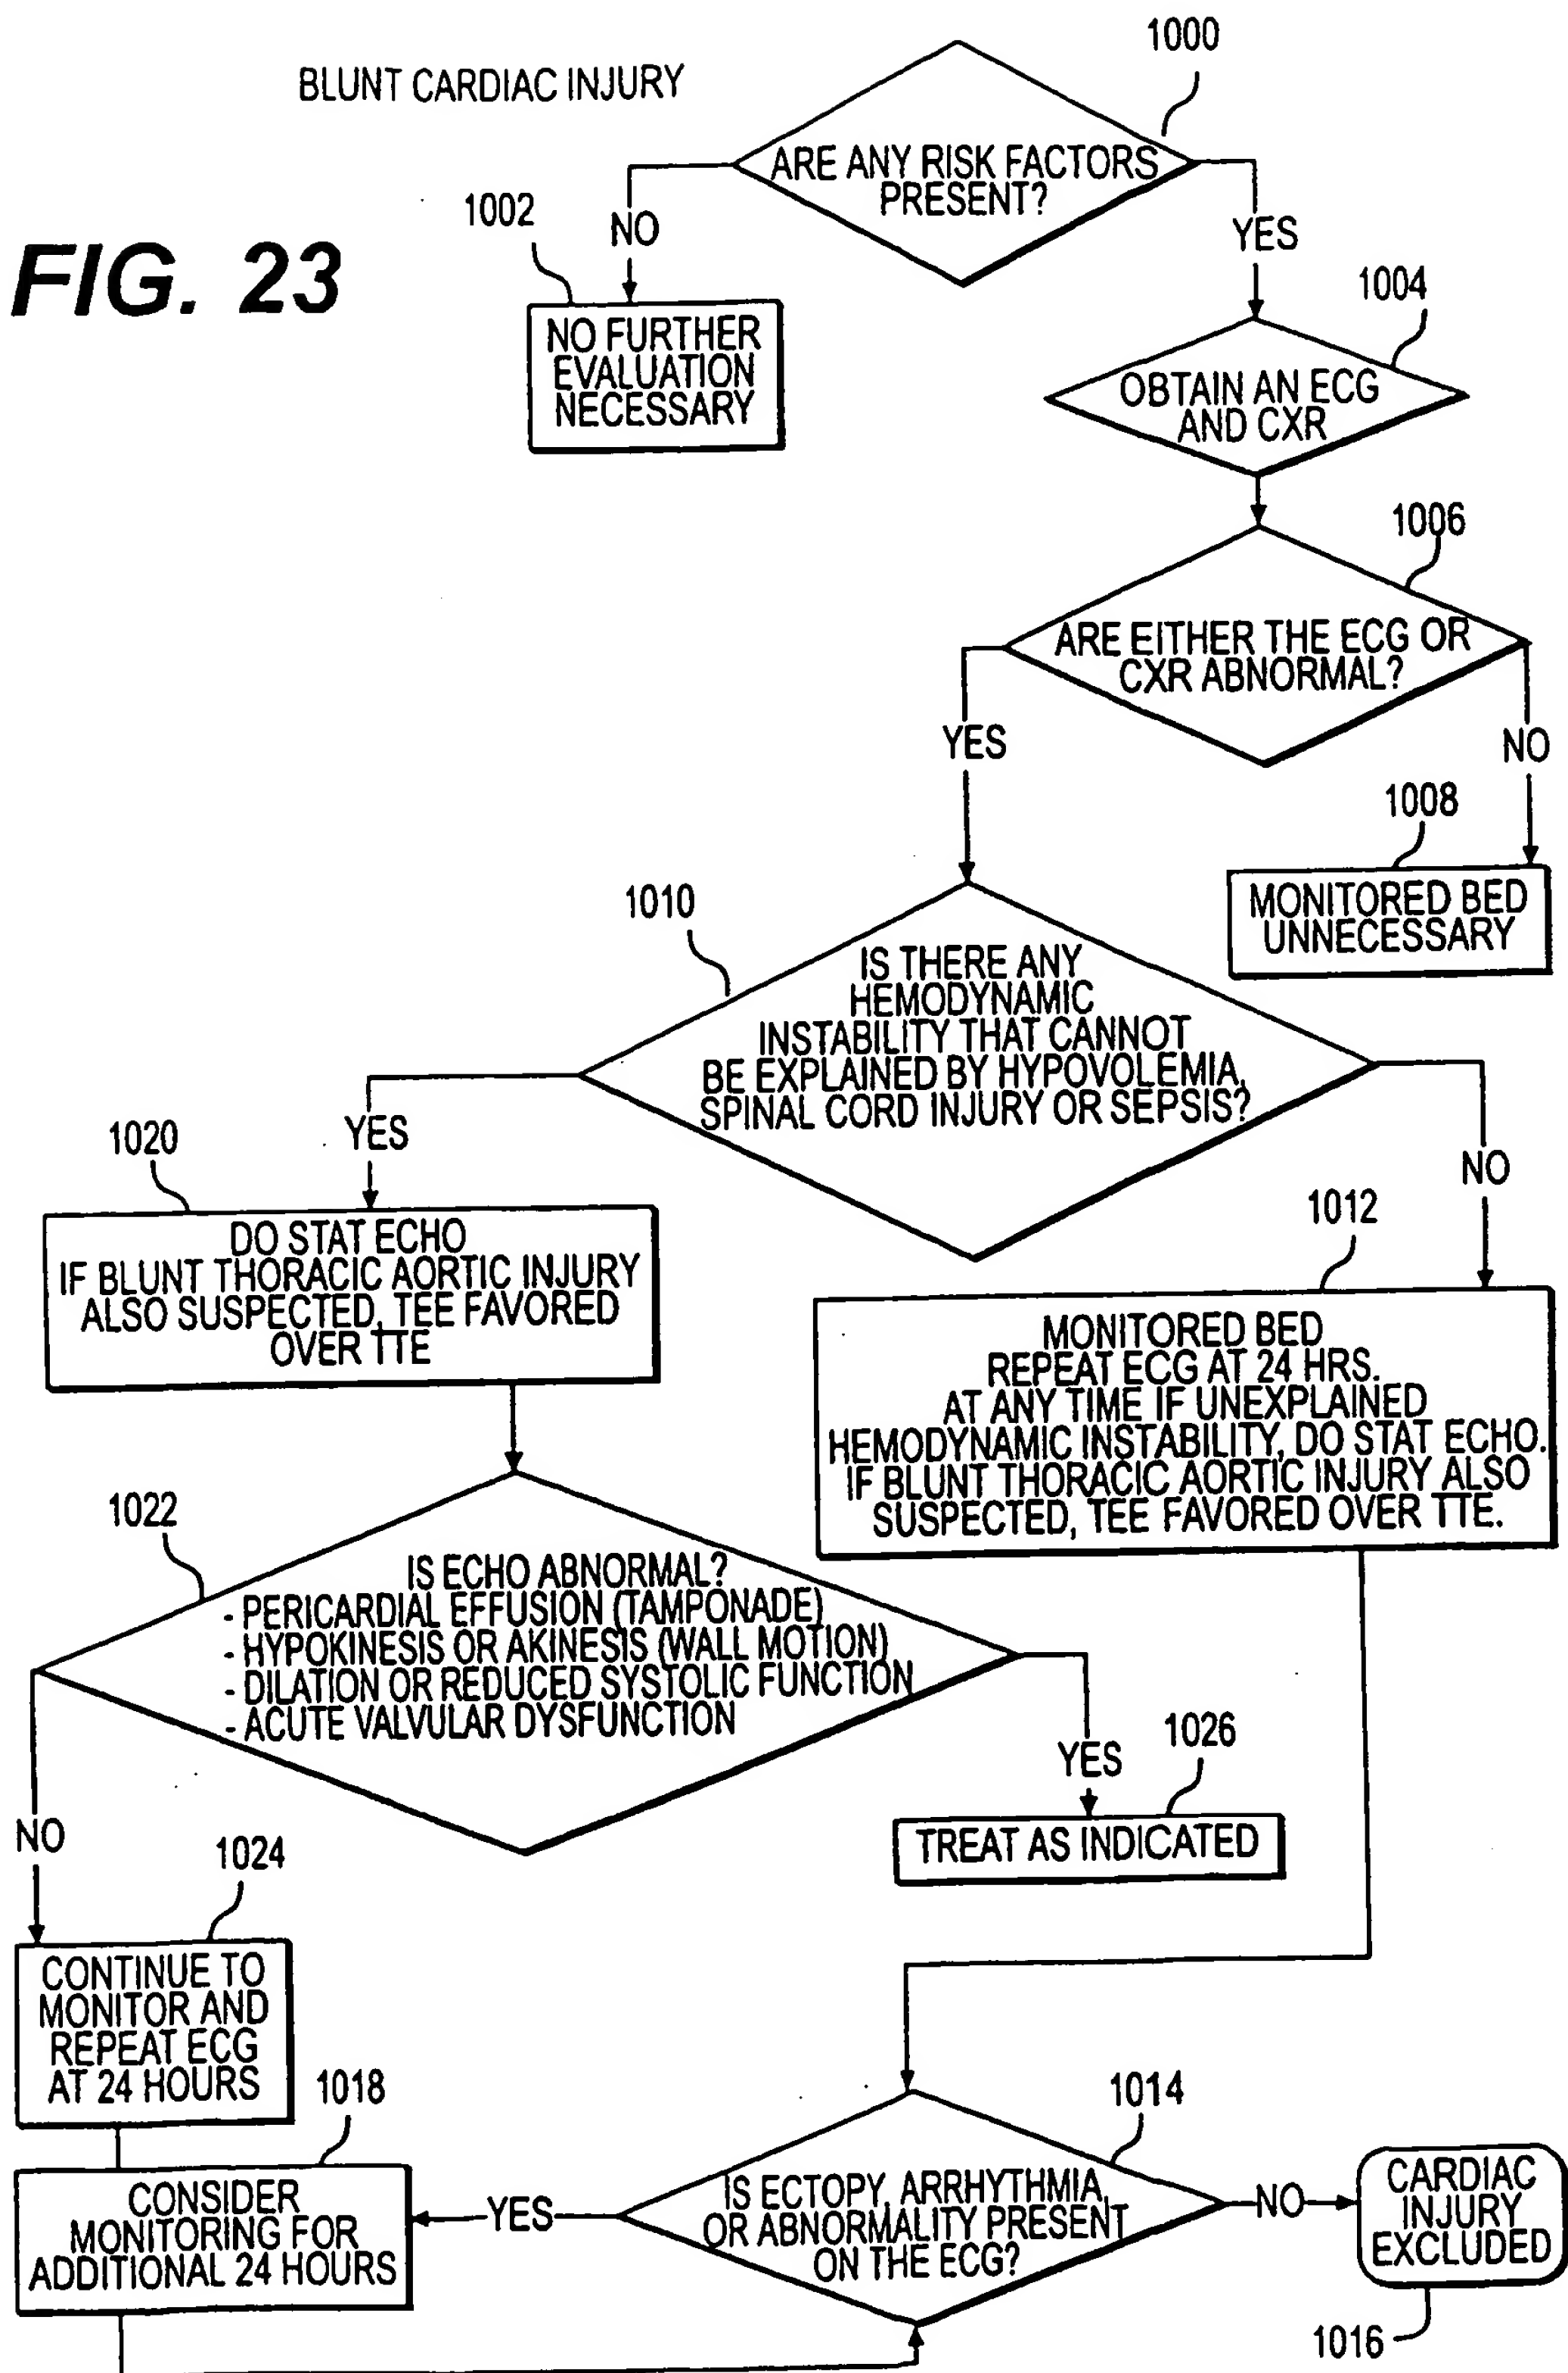 BLUNT CARDIAC INJURY
1000
ARE ANY RISK FACTORS
PRESENT?
1002
NO
YES
FIG. 23
NO FURTHER
EVALUATION
NECESSARY
1004
OBTAIN AN ECG
AND CXR
1006
ARE EITHER THE ECG OR
CXR ABNORMAL?
YES
NO
1008
MONITORED BED
UNNECESSARY
1010
IS THERE ANY
HEMODYNAMIC
INSTABILITY THAT CANNOT
BE EXPLAINED BY HYPOVOLEMIA,
SPINAL CORD INJURY OR SEPSIS?
YES
NO
1020
DO STAT ECHO
IF BLUNT THORACIC AORTIC INJURY
ALSO SUSPECTED, TEE FAVORED
OVER TTE
1012
MONITORED BED
REPEAT ECG AT 24 HRS.
AT ANY TIME IF UNEXPLAINED
HEMODYNAMIC INSTABILITY, DO STAT ECHO.
IF BLUNT THORACIC AORTIC INJURY ALSO
SUSPECTED, TEE FAVORED OVER TTE.
1022
IS ECHO ABNORMAL?
- PERICARDIAL EFFUSION (TAMPONADE)
- HYPOKINESIS OR AKINESIS (WALL MOTION)
- DILATION OR REDUCED SYSTOLIC FUNCTION
- ACUTE VALVULAR DYSFUNCTION
NO
YES
1026
TREAT AS INDICATED
1024
CONTINUE TO
MONITOR AND
REPEAT ECG
AT 24 HOURS
1018
CONSIDER
MONITORING FOR
ADDITIONAL 24 HOURS
YES
1014
IS ECTOPY, ARRHYTHMIA,
OR ABNORMALITY PRESENT
ON THE ECG?
NO
CARDIAC
INJURY
EXCLUDED
1016